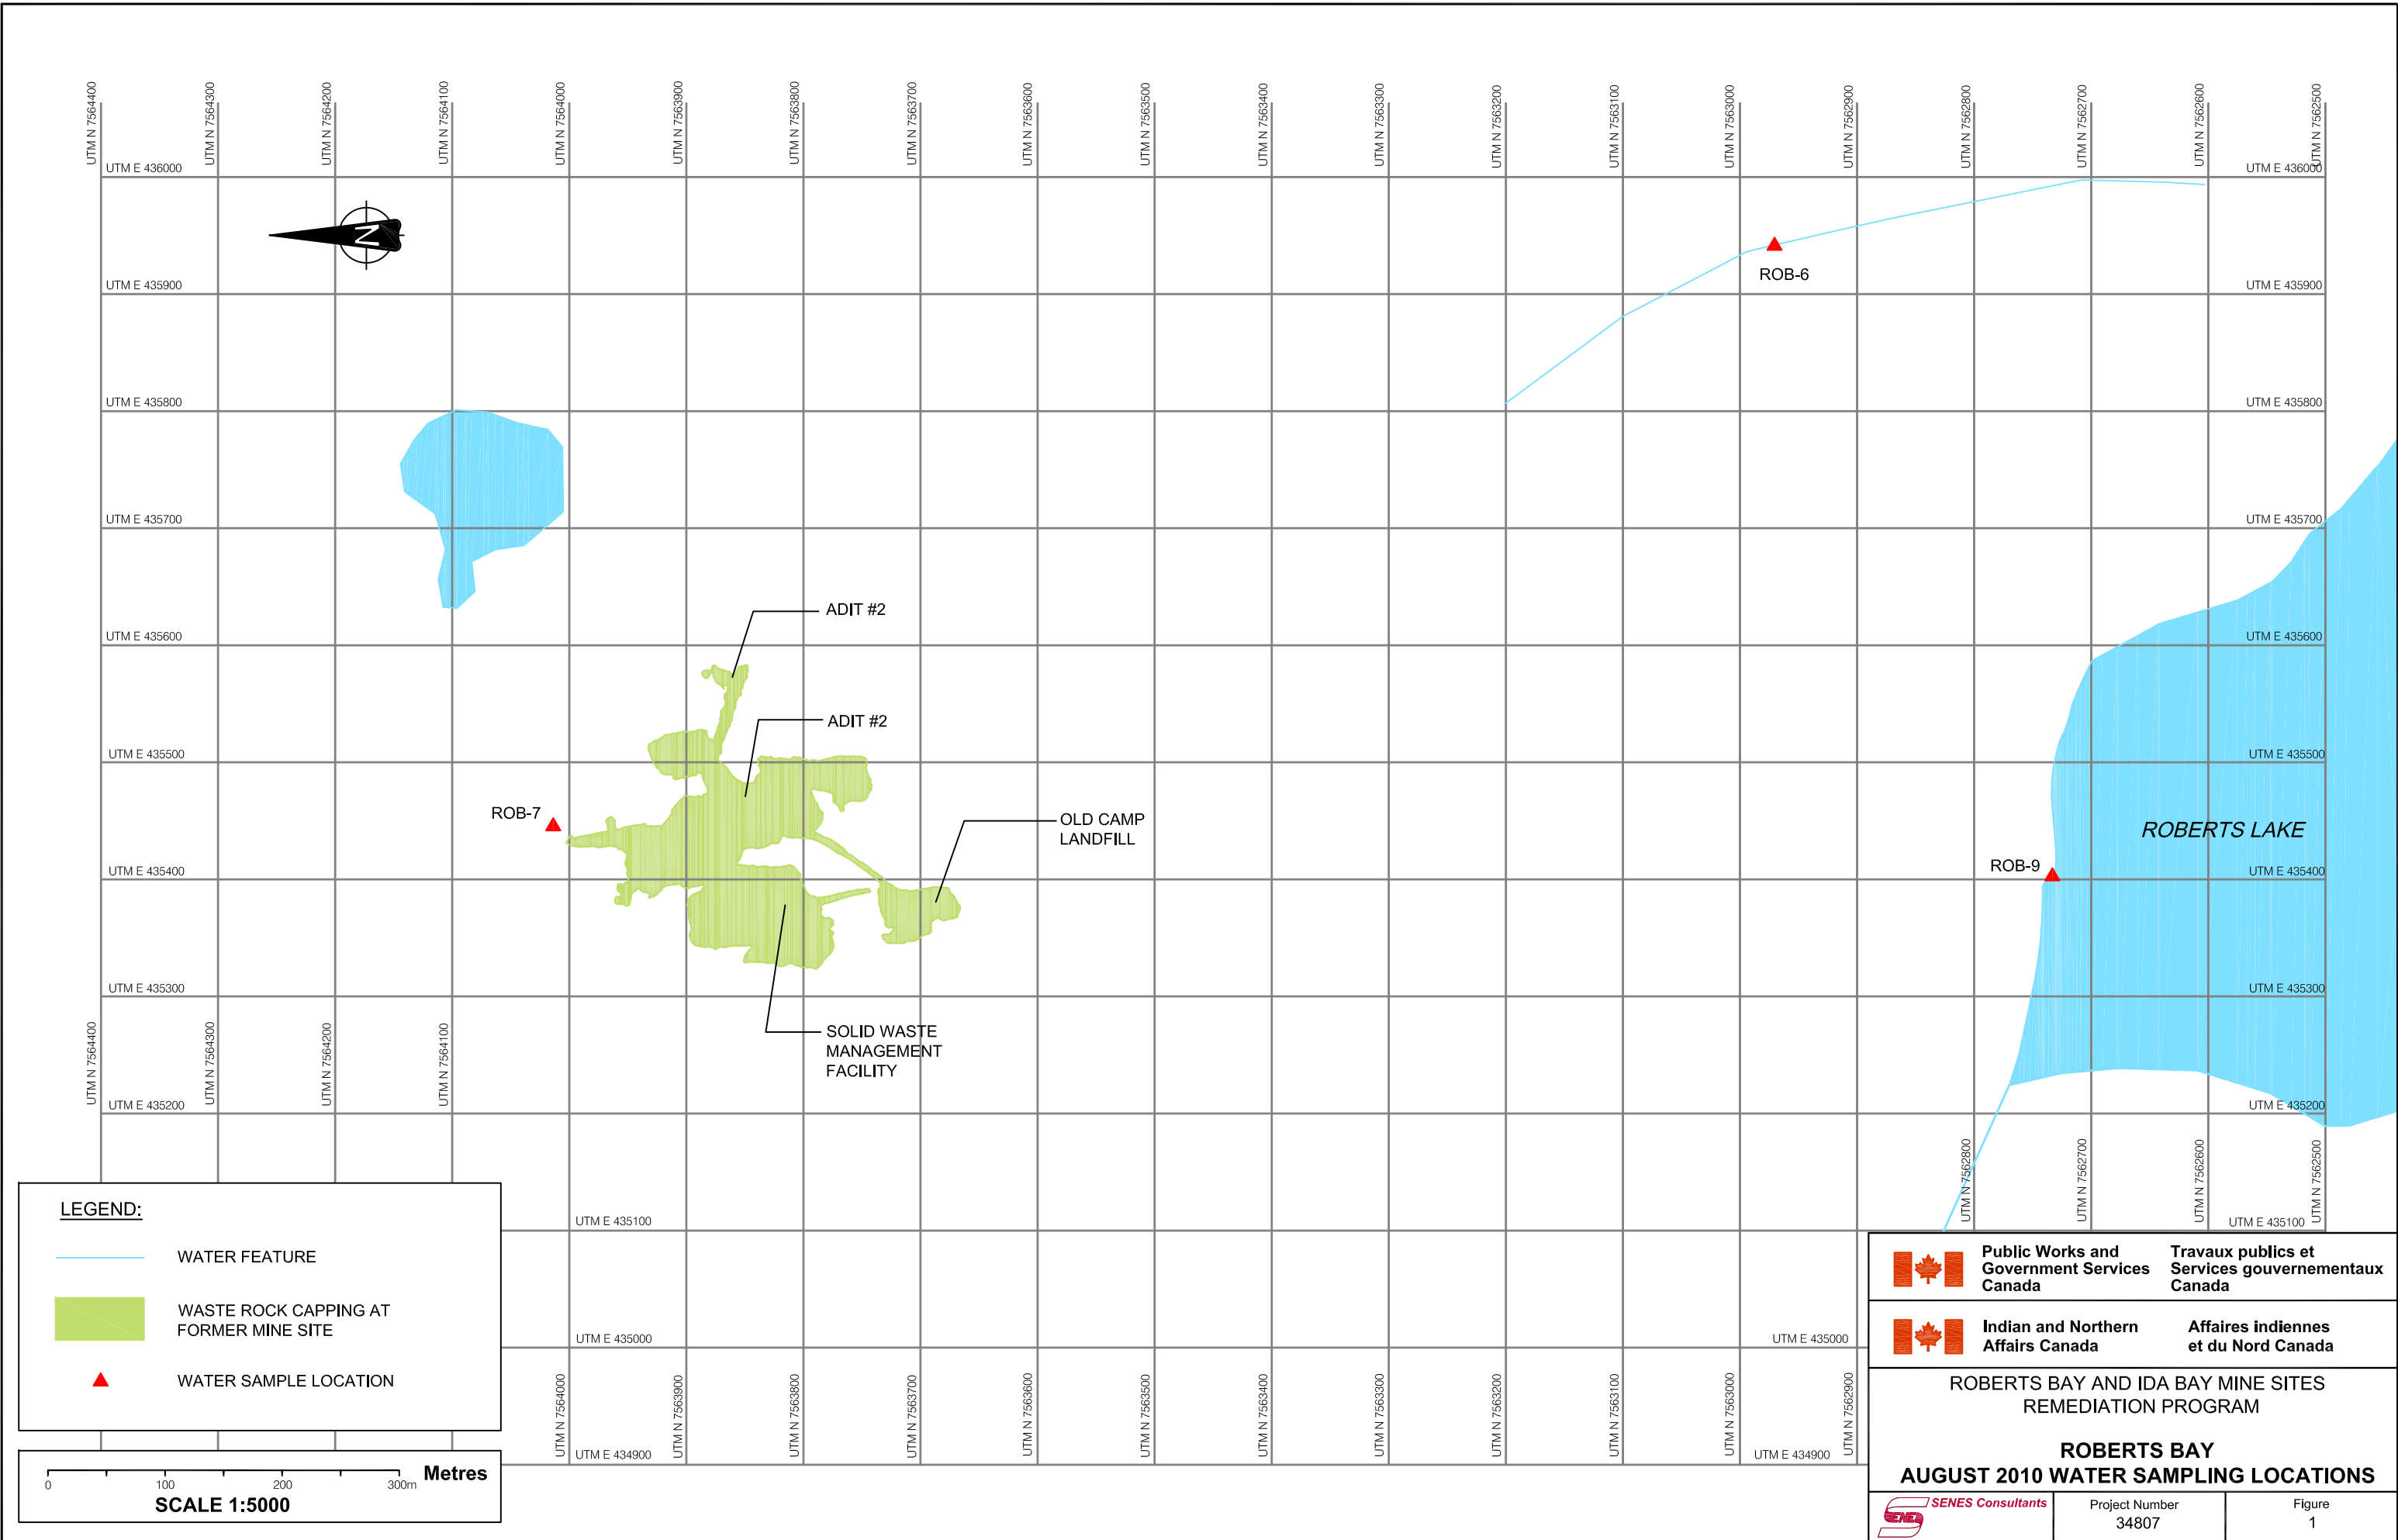 UTM N 7564400
UTM N 7564300
UTM N 7564200
UTM N 7564100
UTM N 7564000
UTM N 7563900
UTM N 7563800
UTM N 7563700
UTM N 7563600
UTM N 7563500
UTM N 7563400
UTM N 7563300
UTM N 7563200
UTM N 7563100
UTM N 7563000
UTM N 7562900
UTM N 7562800
UTM N 7562700
UTM N 7562600
UTM N 7562500
UTM E 436000
UTM E 436000
N
ROB-6
UTM E 435900
UTM E 435900
UTM E 435800
UTM E 435800
UTM E 435700
UTM E 435700
ADIT #2
UTM E 435600
UTM E 435600
ADIT #2
UTM E 435500
UTM E 435500
ROB-7
OLD CAMP
LANDFILL
ROBERTS LAKE
ROB-9
UTM E 435400
UTM E 435400
UTM E 435300
UTM E 435300
SOLID WASTE
MANAGEMENT
FACILITY
UTM N 7564400
UTM N 7564300
UTM N 7564200
UTM N 7564100
UTM E 435200
UTM E 435200
UTM N 7562800
UTM N 7562700
UTM N 7562600
UTM N 7562500
UTM E 435100
UTM E 435100
LEGEND:
WATER FEATURE
WASTE ROCK CAPPING AT
FORMER MINE SITE
WATER SAMPLE LOCATION
UTM E 435000
UTM E 435000
UTM N 7564000
UTM N 7563900
UTM N 7563800
UTM N 7563700
UTM N 7563600
UTM N 7563500
UTM N 7563400
UTM N 7563300
UTM N 7563200
UTM N 7563100
UTM N 7563000
UTM N 7562900
UTM E 434900
UTM E 434900
0 100 200 300m Metres
SCALE 1:5000
Public Works and
Government Services
Canada
Travaux publics et
Services gouvernementaux
Canada
Indian and Northern
Affairs Canada
Affaires indiennes
et du Nord Canada
ROBERTS BAY AND IDA BAY MINE SITES
REMEDIATION PROGRAM
ROBERTS BAY
AUGUST 2010 WATER SAMPLING LOCATIONS
SENES
SENES Consultants
Project Number
34807
Figure
1